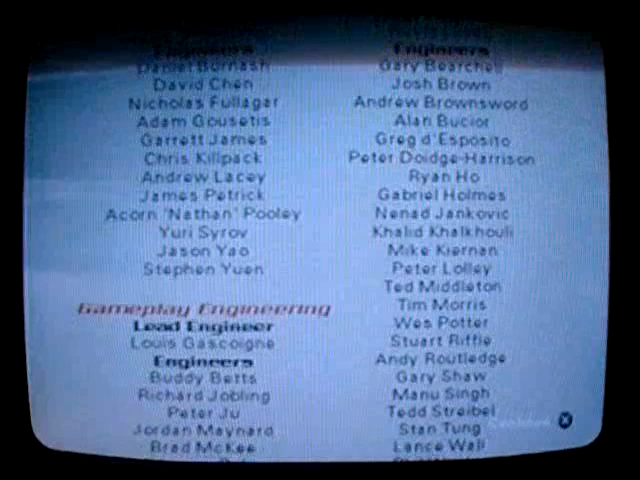 Engineers
Daniel Bornash
David Chen
Nicholas Fullagar
Adam Gousetis
Garrett James
Chris Killpack
Andrew Lacey
James Petrick
Acorn 'Nathan' Pooley
Yuri Syrov
Jason Yao
Stephen Yuen
Gameplay Engineering
Lead Engineer
Louis Gascoigne
Engineers
Buddy Betts
Richard Jobling
Peter Ju
Jordan Maynard
Brad McKee
Engineers
Gary Bearchell
Josh Brown
Andrew Brownsword
Alan Bucior
Greg d'Esposito
Peter Doidge-Harrison
Ryan Ho
Gabriel Holmes
Nenad Jankovic
Khalid Khalkhouli
Mike Kiernan
Peter Lolley
Ted Middleton
Tim Morris
Wes Potter
Stuart Riffle
Andy Routledge
Gary Shaw
Manu Singh
Tedd Streibel
Stan Tung
Lance Wall